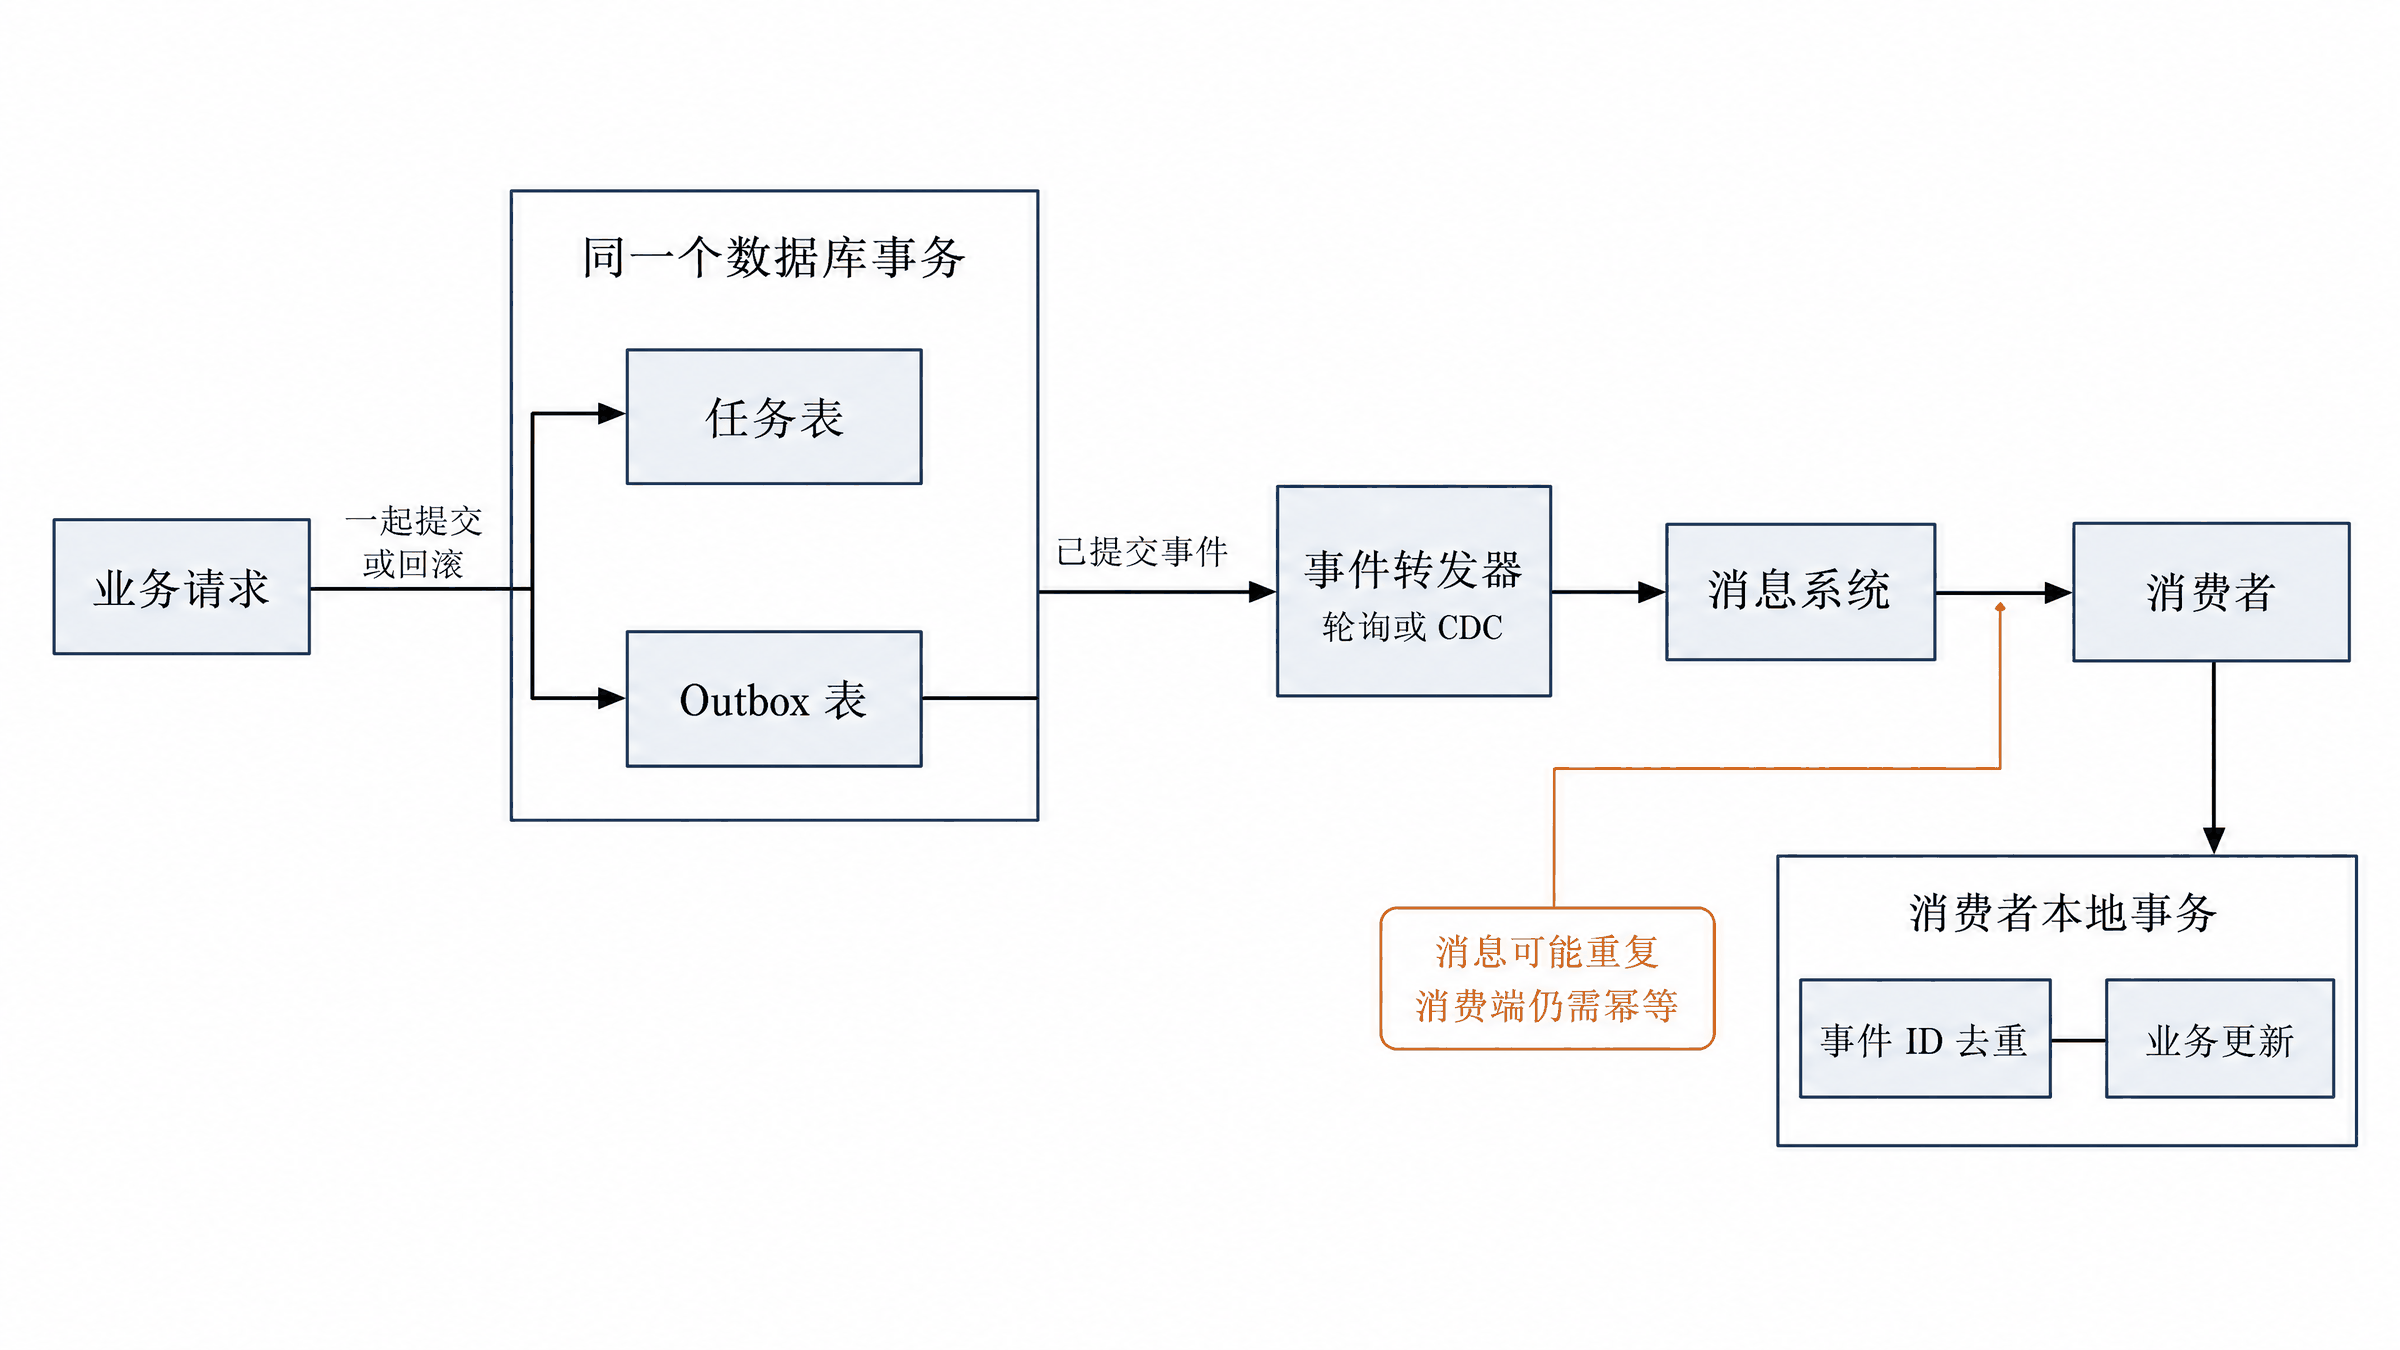 同一个数据库事务
任务表
业务请求
一起提交
或回滚
Outbox 表
已提交事件
事件转发器
轮询或 CDC
消息系统
消费者
消息可能重复
消费端仍需幂等
消费者本地事务
事件 ID 去重
业务更新